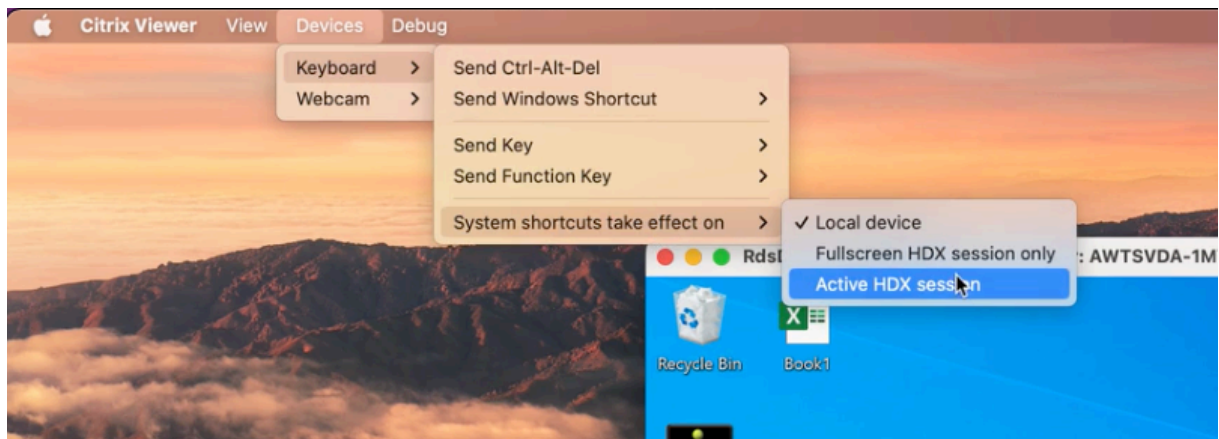 Citrix Viewer View Devices Debug
Keyboard Send Ctrl-Alt-Del
Webcam Send Windows Shortcut
Send Key
Send Function Key
System shortcuts take effect on ✓ Local device
Fullscreen HDX session only
Active HDX session
: AWTSVDA-1M
Recycle Bin Book1